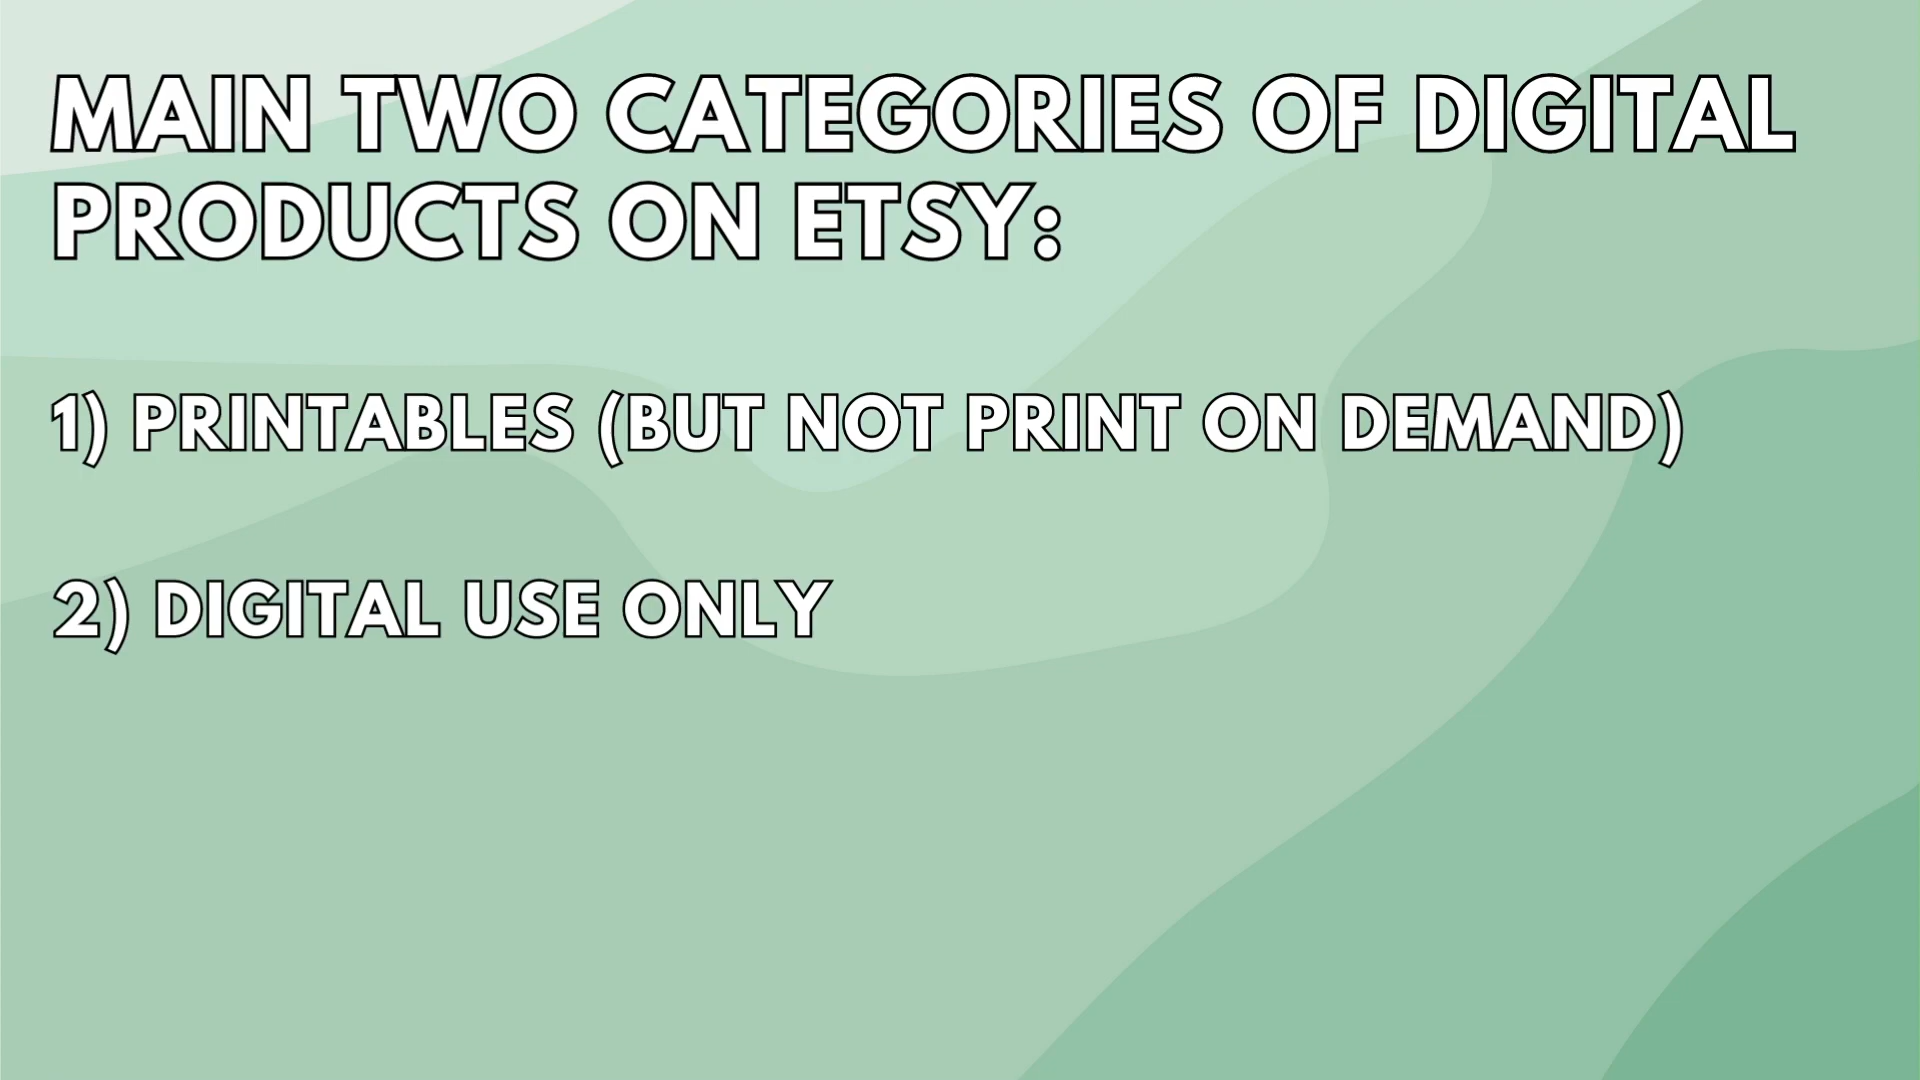 MAIN TWO CATEGORIES OF DIGITAL
PRODUCTS ON ETSY:
1) PRINTABLES (BUT NOT PRINT ON DEMAND)
2) DIGITAL USE ONLY